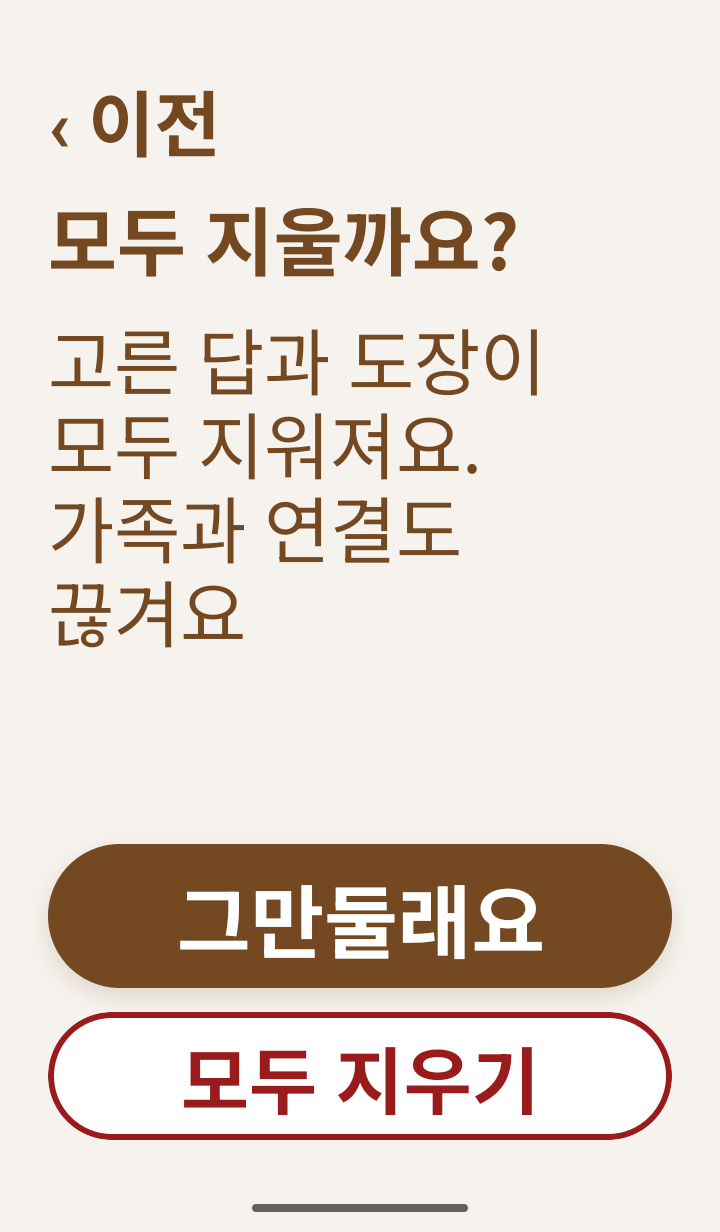 ‹ 이전
모두 지울까요?
고른 답과 도장이
모두 지워져요.
가족과 연결도
끊겨요
그만둘래요
모두 지우기